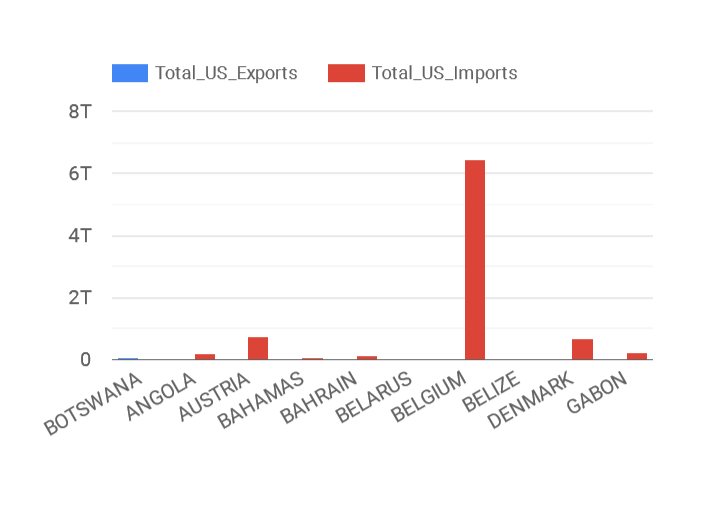 Total_US_Exports Total_US_Imports
8T
6T
4T
2T
0
BOTSWANA
ANGOLA
AUSTRIA
BAHAMAS
BAHRAIN
BELARUS
BELGIUM
BELIZE
DENMARK
GABON